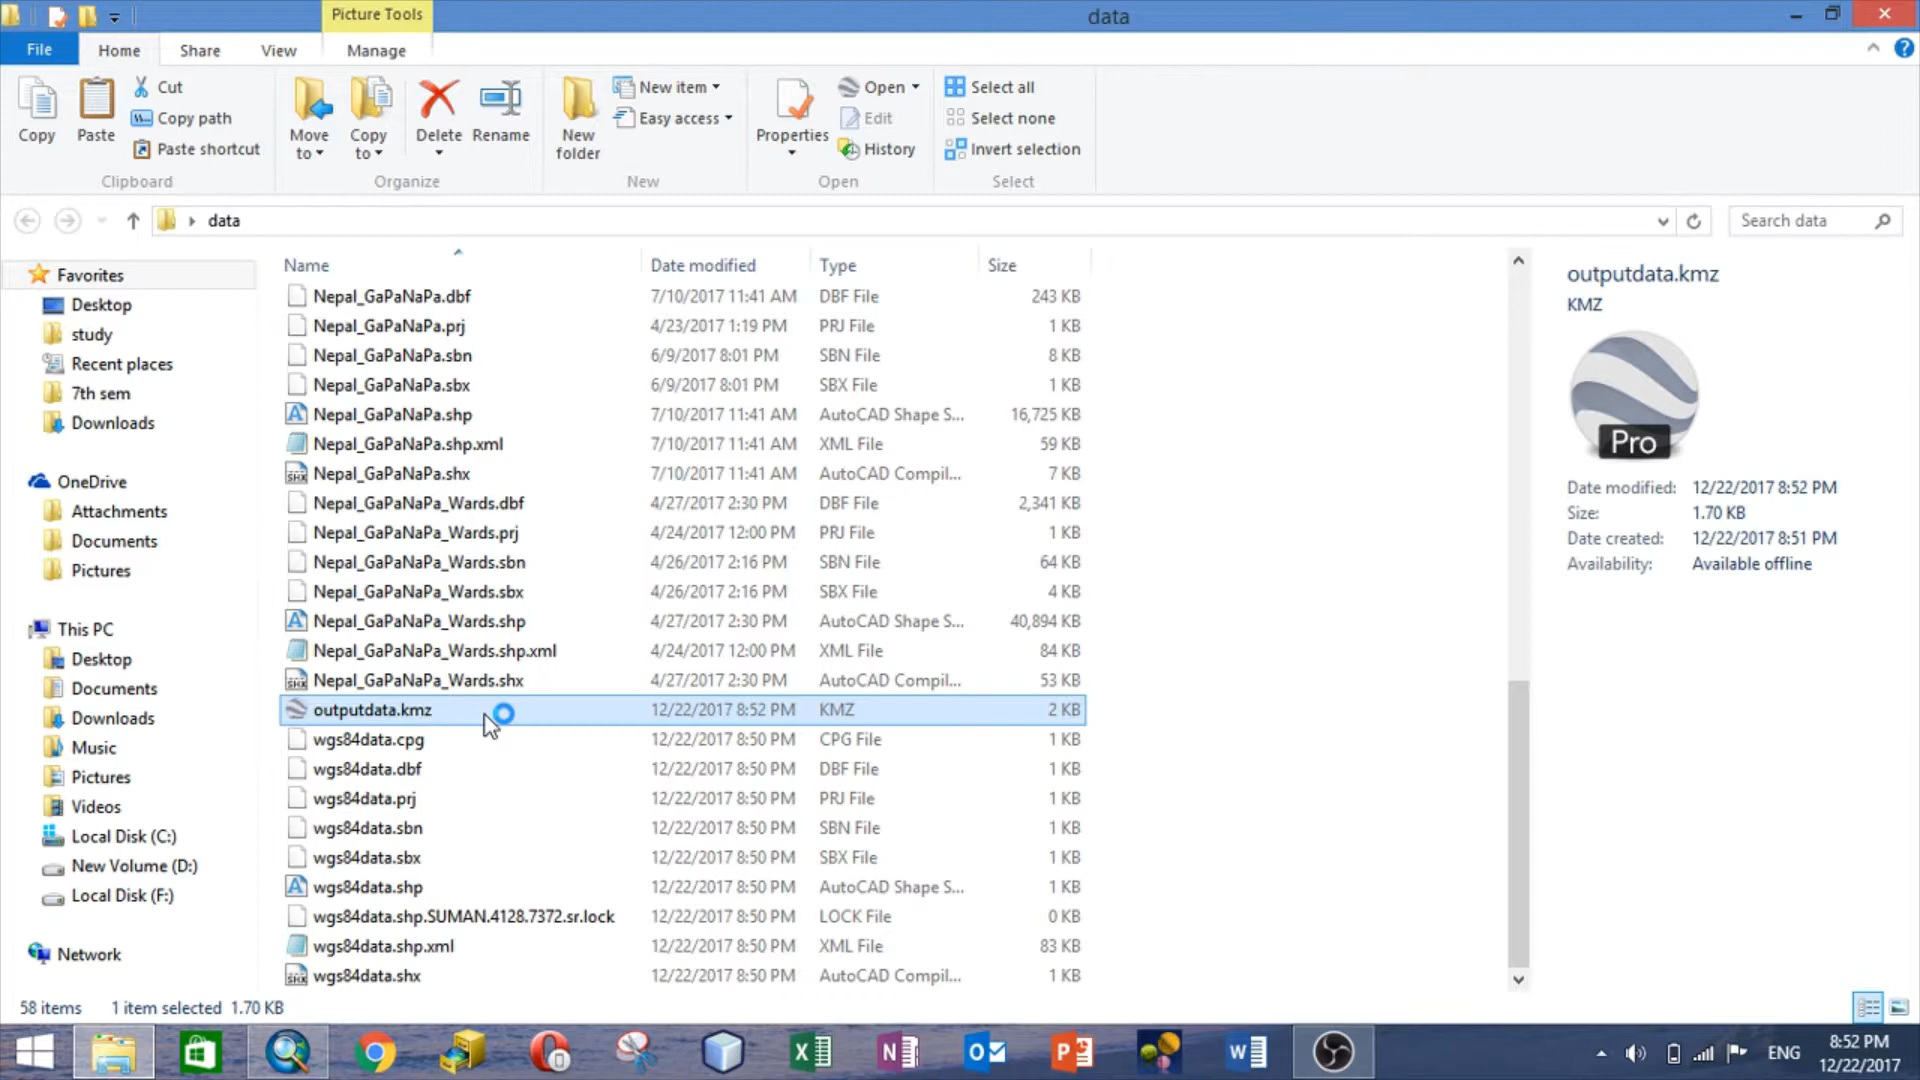 Picture Tools
data
File
Home
Share
View
Manage
Copy
Paste
Cut
Copy path
Paste shortcut
Clipboard
Move to
Copy to
Delete
Rename
Organize
New folder
New item
Easy access
New
Properties
Open
Edit
History
Open
Select all
Select none
Invert selection
Select
data
Search data
Favorites
Desktop
study
Recent places
7th sem
Downloads
OneDrive
Attachments
Documents
Pictures
This PC
Desktop
Documents
Downloads
Music
Pictures
Videos
Local Disk (C:)
New Volume (D:)
Local Disk (F:)
Network
Name Date modified Type Size
Nepal_GaPaNaPa.dbf 7/10/2017 11:41 AM DBF File 243 KB
Nepal_GaPaNaPa.prj 4/23/2017 1:19 PM PRJ File 1 KB
Nepal_GaPaNaPa.sbn 6/9/2017 8:01 PM SBN File 8 KB
Nepal_GaPaNaPa.sbx 6/9/2017 8:01 PM SBX File 1 KB
Nepal_GaPaNaPa.shp 7/10/2017 11:41 AM AutoCAD Shape S... 16,725 KB
Nepal_GaPaNaPa.shp.xml 7/10/2017 11:41 AM XML File 59 KB
Nepal_GaPaNaPa.shx 7/10/2017 11:41 AM AutoCAD Compil... 7 KB
Nepal_GaPaNaPa_Wards.dbf 4/27/2017 2:30 PM DBF File 2,341 KB
Nepal_GaPaNaPa_Wards.prj 4/24/2017 12:00 PM PRJ File 1 KB
Nepal_GaPaNaPa_Wards.sbn 4/26/2017 2:16 PM SBN File 64 KB
Nepal_GaPaNaPa_Wards.sbx 4/26/2017 2:16 PM SBX File 4 KB
Nepal_GaPaNaPa_Wards.shp 4/27/2017 2:30 PM AutoCAD Shape S... 40,894 KB
Nepal_GaPaNaPa_Wards.shp.xml 4/24/2017 12:00 PM XML File 84 KB
Nepal_GaPaNaPa_Wards.shx 4/27/2017 2:30 PM AutoCAD Compil... 53 KB
outputdata.kmz 12/22/2017 8:52 PM KMZ 2 KB
wgs84data.cpg 12/22/2017 8:50 PM CPG File 1 KB
wgs84data.dbf 12/22/2017 8:50 PM DBF File 1 KB
wgs84data.prj 12/22/2017 8:50 PM PRJ File 1 KB
wgs84data.sbn 12/22/2017 8:50 PM SBN File 1 KB
wgs84data.sbx 12/22/2017 8:50 PM SBX File 1 KB
wgs84data.shp 12/22/2017 8:50 PM AutoCAD Shape S... 1 KB
wgs84data.shp.SUMAN.4128.7372.sr.lock 12/22/2017 8:50 PM LOCK File 0 KB
wgs84data.shp.xml 12/22/2017 8:50 PM XML File 83 KB
wgs84data.shx 12/22/2017 8:50 PM AutoCAD Compil... 1 KB
outputdata.kmz
KMZ
Pro
Date modified: 12/22/2017 8:52 PM
Size: 1.70 KB
Date created: 12/22/2017 8:51 PM
Availability: Available offline
58 items 1 item selected 1.70 KB
ENG
8:52 PM
12/22/2017